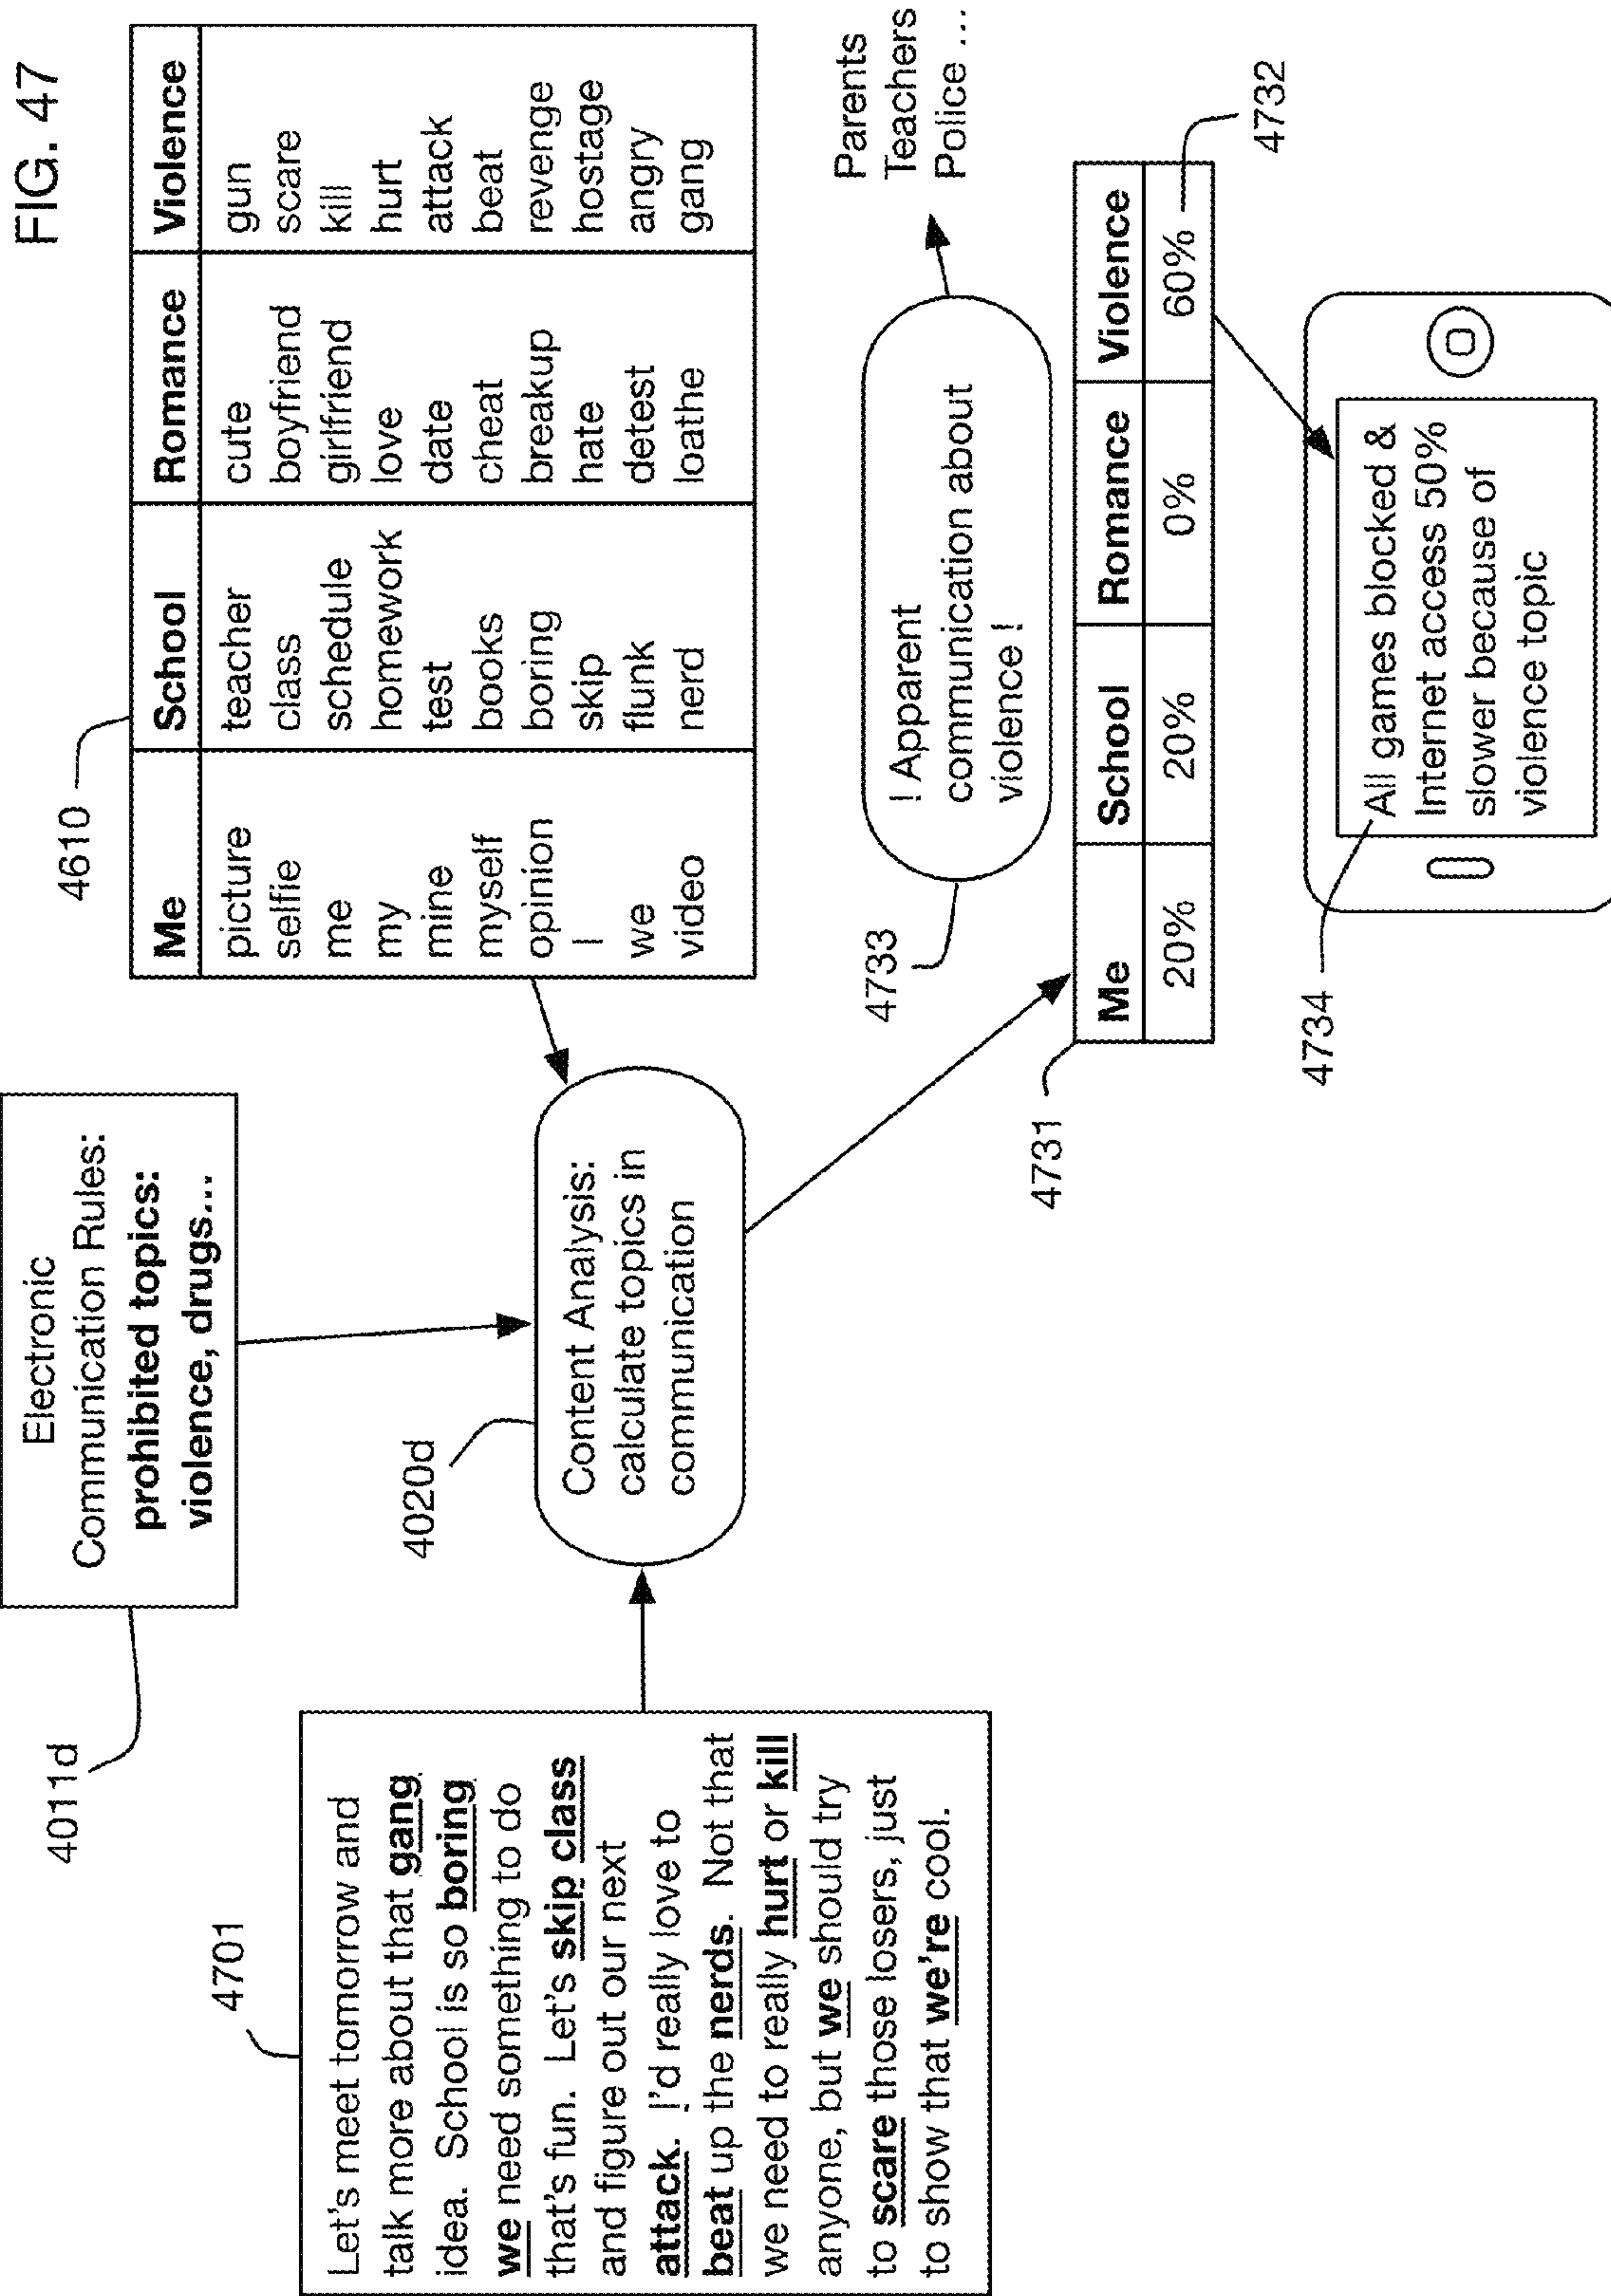 FIG. 47
4011d
Electronic
Communication Rules:
prohibited topics:
violence, drugs...
4610
Me School Romance Violence
picture teacher cute gun
selfie class boyfriend scare
me schedule girlfriend kill
my homework love hurt
mine test date attack
myself books cheat beat
opinion boring breakup revenge
I skip hate hostage
we flunk detest angry
video nerd loathe gang
4701
Let's meet tomorrow and
talk more about that gang
idea. School is so boring
we need something to do
that's fun. Let's skip class
and figure out our next
attack. I'd really love to
beat up the nerds. Not that
we need to really hurt or kill
anyone, but we should try
to scare those losers, just
to show that we're cool.
4020d
Content Analysis:
calculate topics in
communication
4733
! Apparent
communication about
violence !
Parents
Teachers
Police ...
4731
Me School Romance Violence
20% 20% 0% 60%
4732
4734
All games blocked &
Internet access 50%
slower because of
violence topic